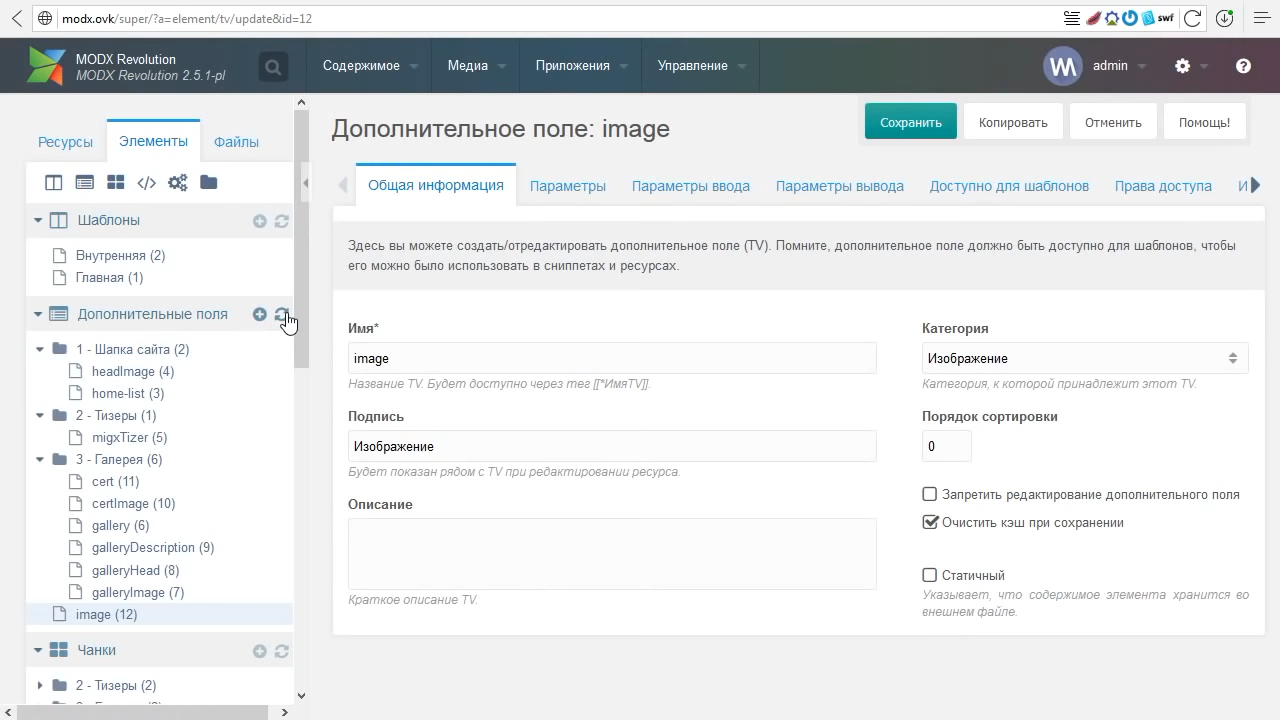 modx.ovk/super/?a=element/tv/update&id=12
swf
MODX Revolution
MODX Revolution 2.5.1-pl
Содержимое
Медиа
Приложения
Управление
admin
Ресурсы
Элементы
Файлы
Шаблоны
Внутренняя (2)
Главная (1)
Дополнительные поля
1 - Шапка сайта (2)
headImage (4)
home-list (3)
2 - Тизеры (1)
migxTizer (5)
3 - Галерея (6)
cert (11)
certImage (10)
gallery (6)
galleryDescription (9)
galleryHead (8)
galleryImage (7)
image (12)
Чанки
2 - Тизеры (2)
Дополнительное поле: image
Сохранить
Копировать
Отменить
Помощь!
Общая информация
Параметры
Параметры ввода
Параметры вывода
Доступно для шаблонов
Права доступа
И
Здесь вы можете создать/отредактировать дополнительное поле (TV). Помните, дополнительное поле должно быть доступно для шаблонов, чтобы
его можно было использовать в сниппетах и ресурсах.
Имя*
image
Название TV. Будет доступно через тег [[*ИмяTV]].
Подпись
Изображение
Будет показан рядом с TV при редактировании ресурса.
Описание
Краткое описание TV.
Категория
Изображение
Категория, к которой принадлежит этот TV.
Порядок сортировки
0
Запретить редактирование дополнительного поля
Очистить кэш при сохранении
Статичный
Указывает, что содержимое элемента хранится во
внешнем файле.